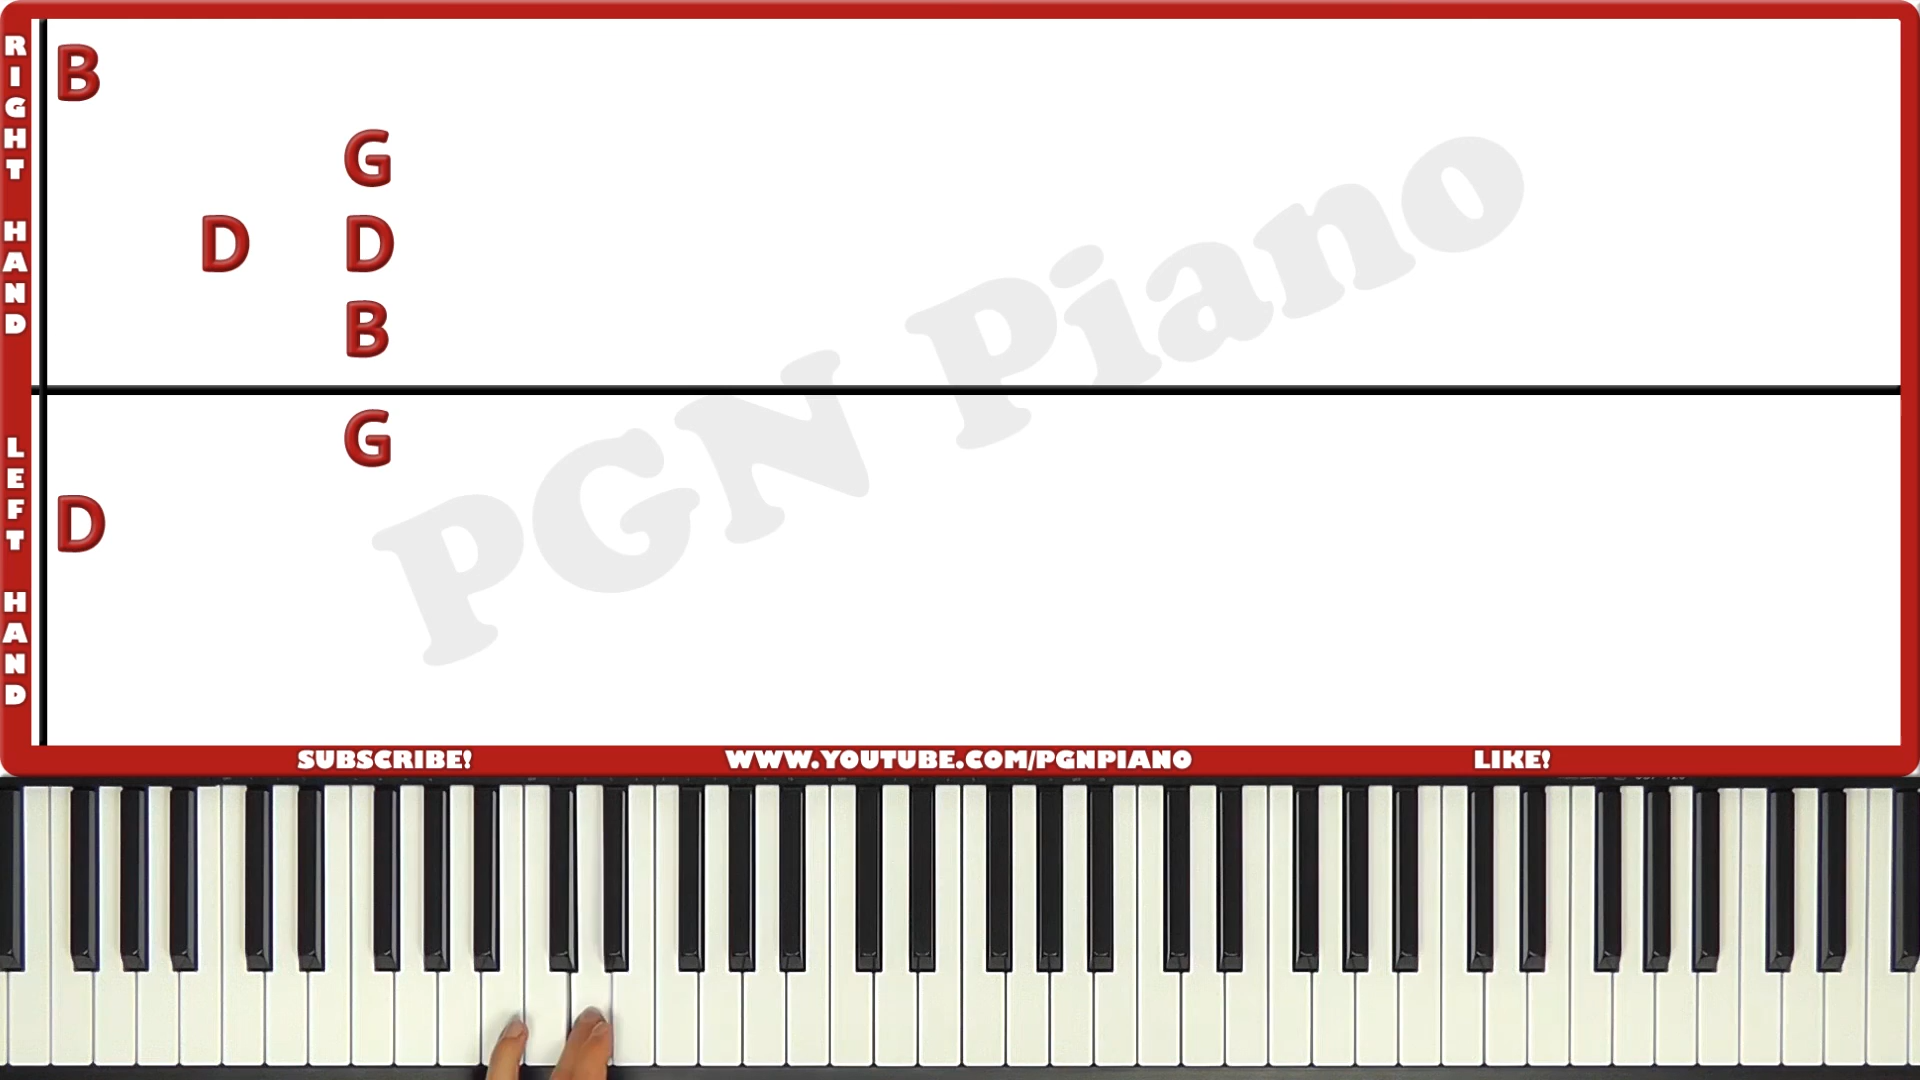 RIGHT HAND
LEFT HAND
B
G
D D
B
G
D
PGN Piano
SUBSCRIBE! WWW.YOUTUBE.COM/PGNPIANO LIKE!